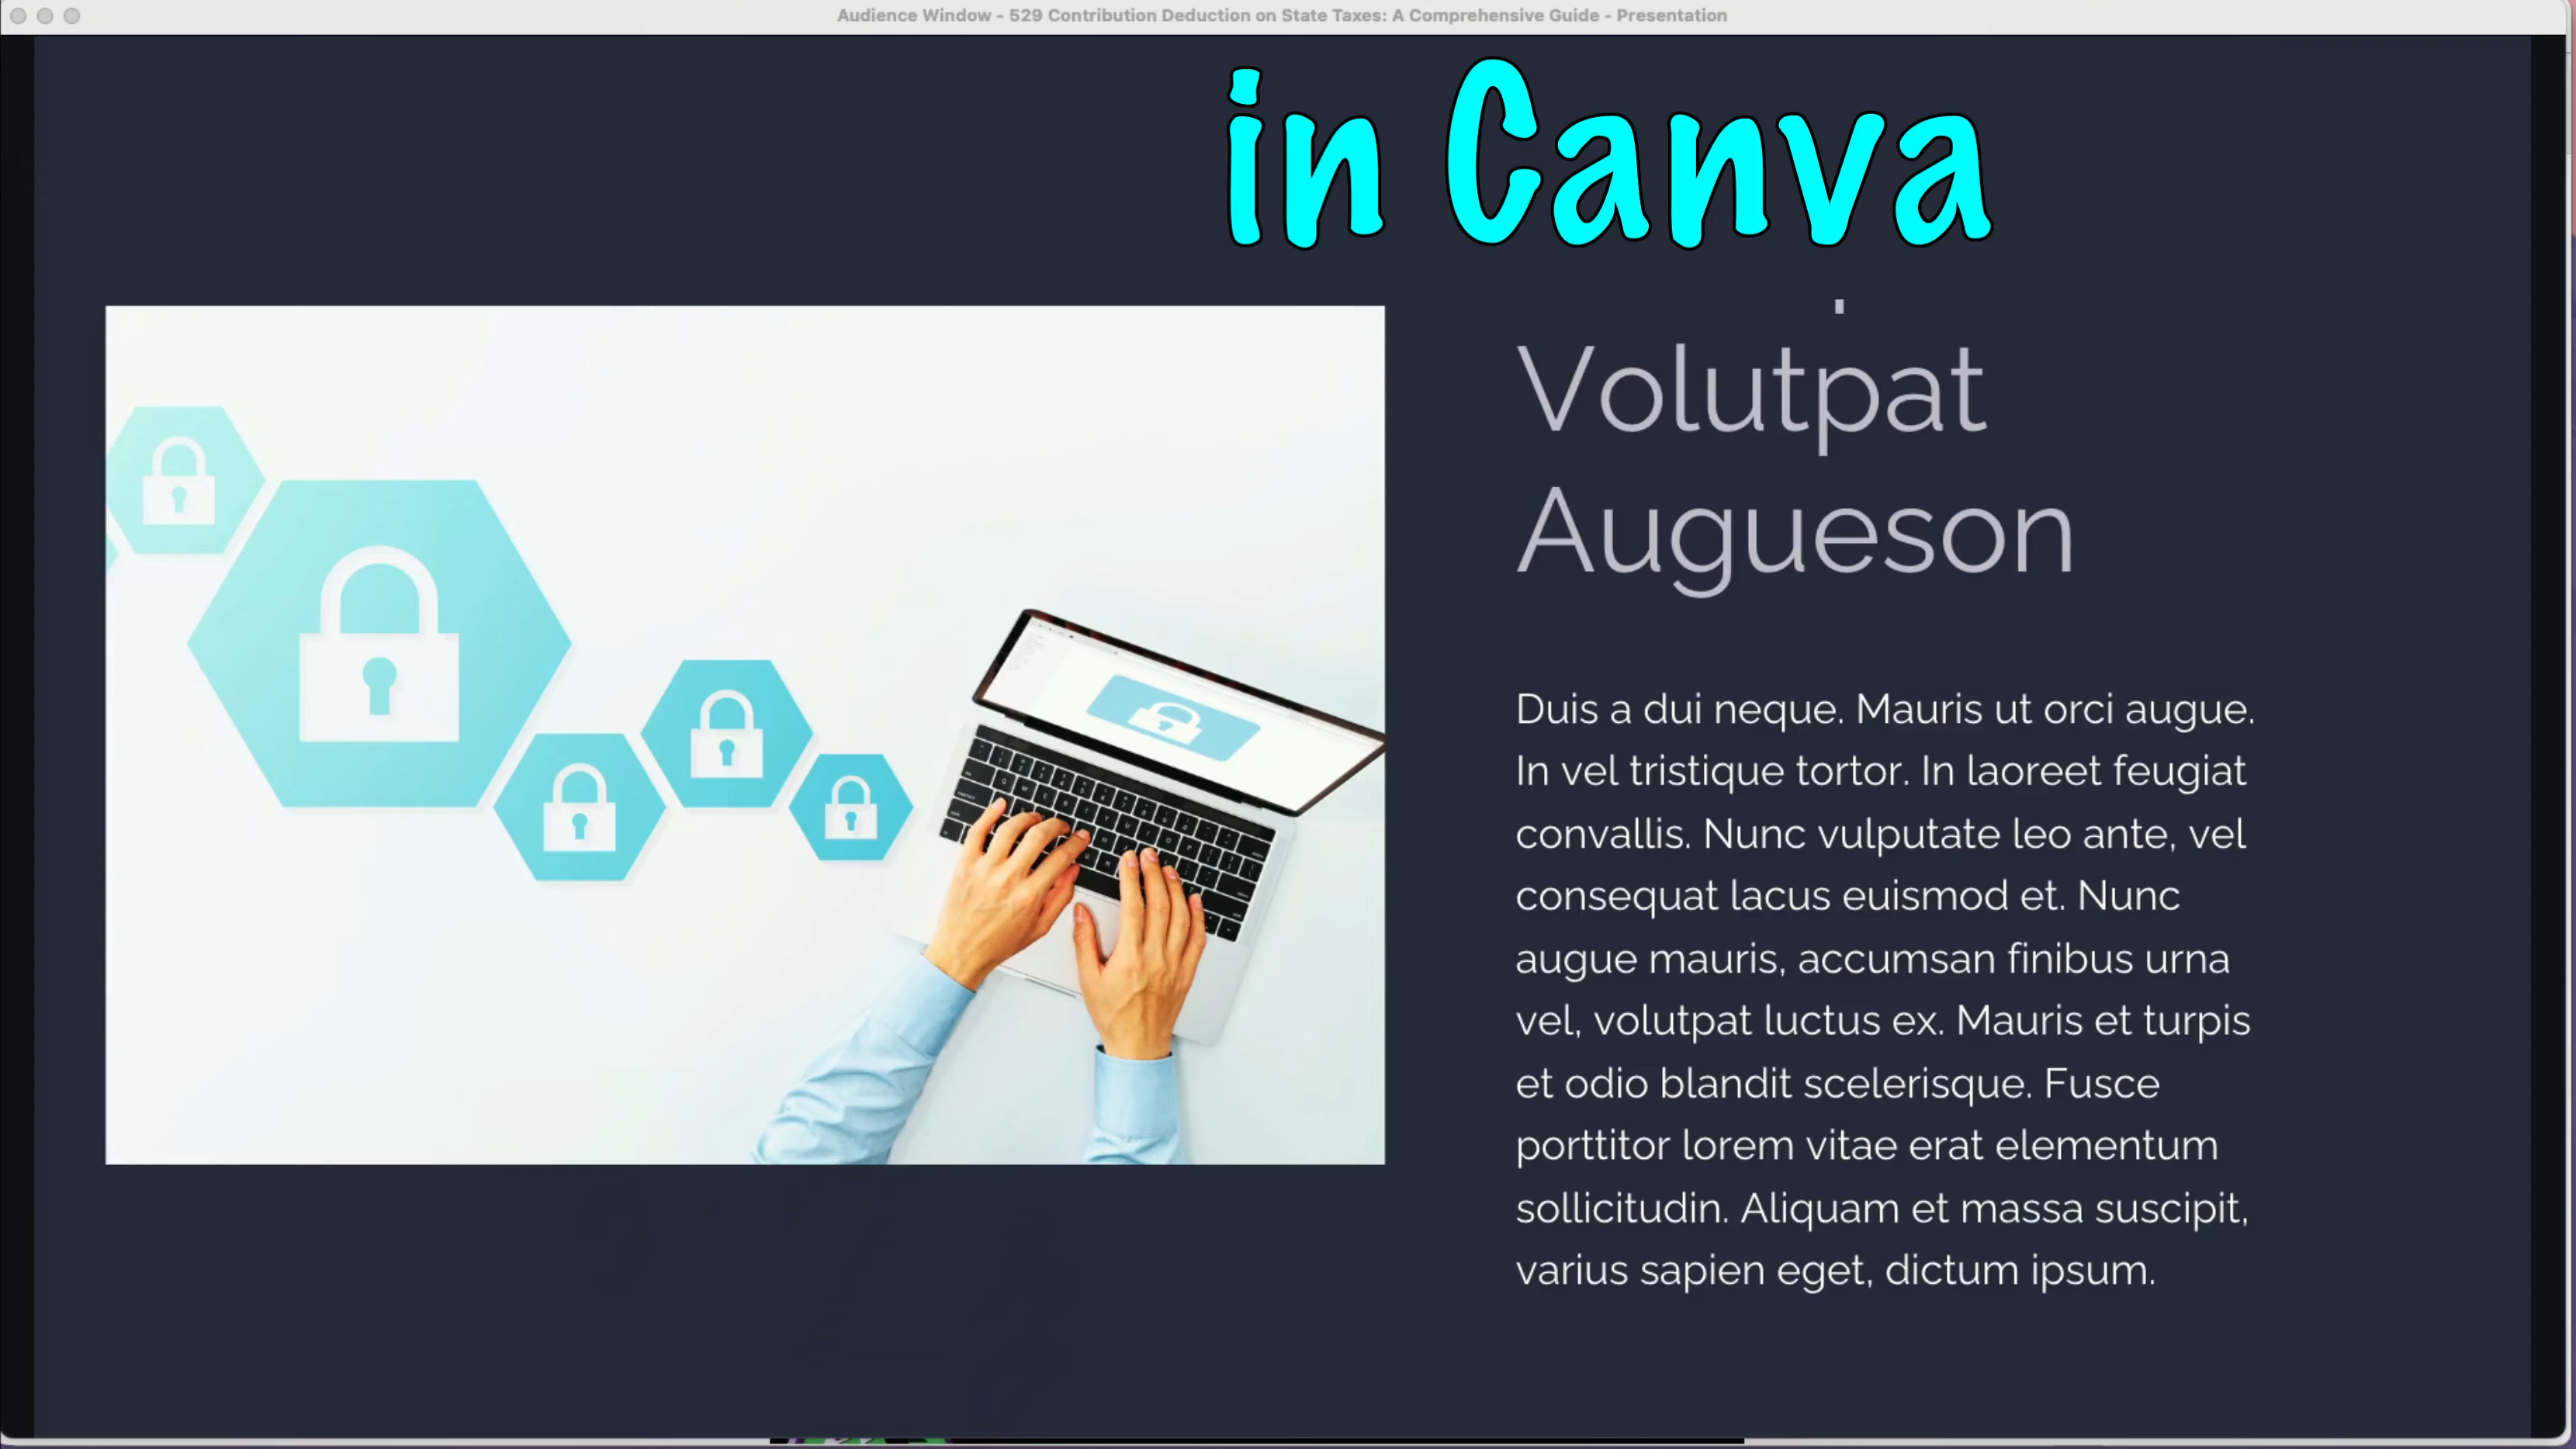 Audience Window - 529 Contribution Deduction on State Taxes: A Comprehensive Guide - Presentation
in Canva
Volutpat
Augueson
Duis a dui neque. Mauris ut orci augue.
In vel tristique tortor. In laoreet feugiat
convallis. Nunc vulputate leo ante, vel
consequat lacus euismod et. Nunc
augue mauris, accumsan finibus urna
vel, volutpat luctus ex. Mauris et turpis
et odio blandit scelerisque. Fusce
porttitor lorem vitae erat elementum
sollicitudin. Aliquam et massa suscipit,
varius sapien eget, dictum ipsum.